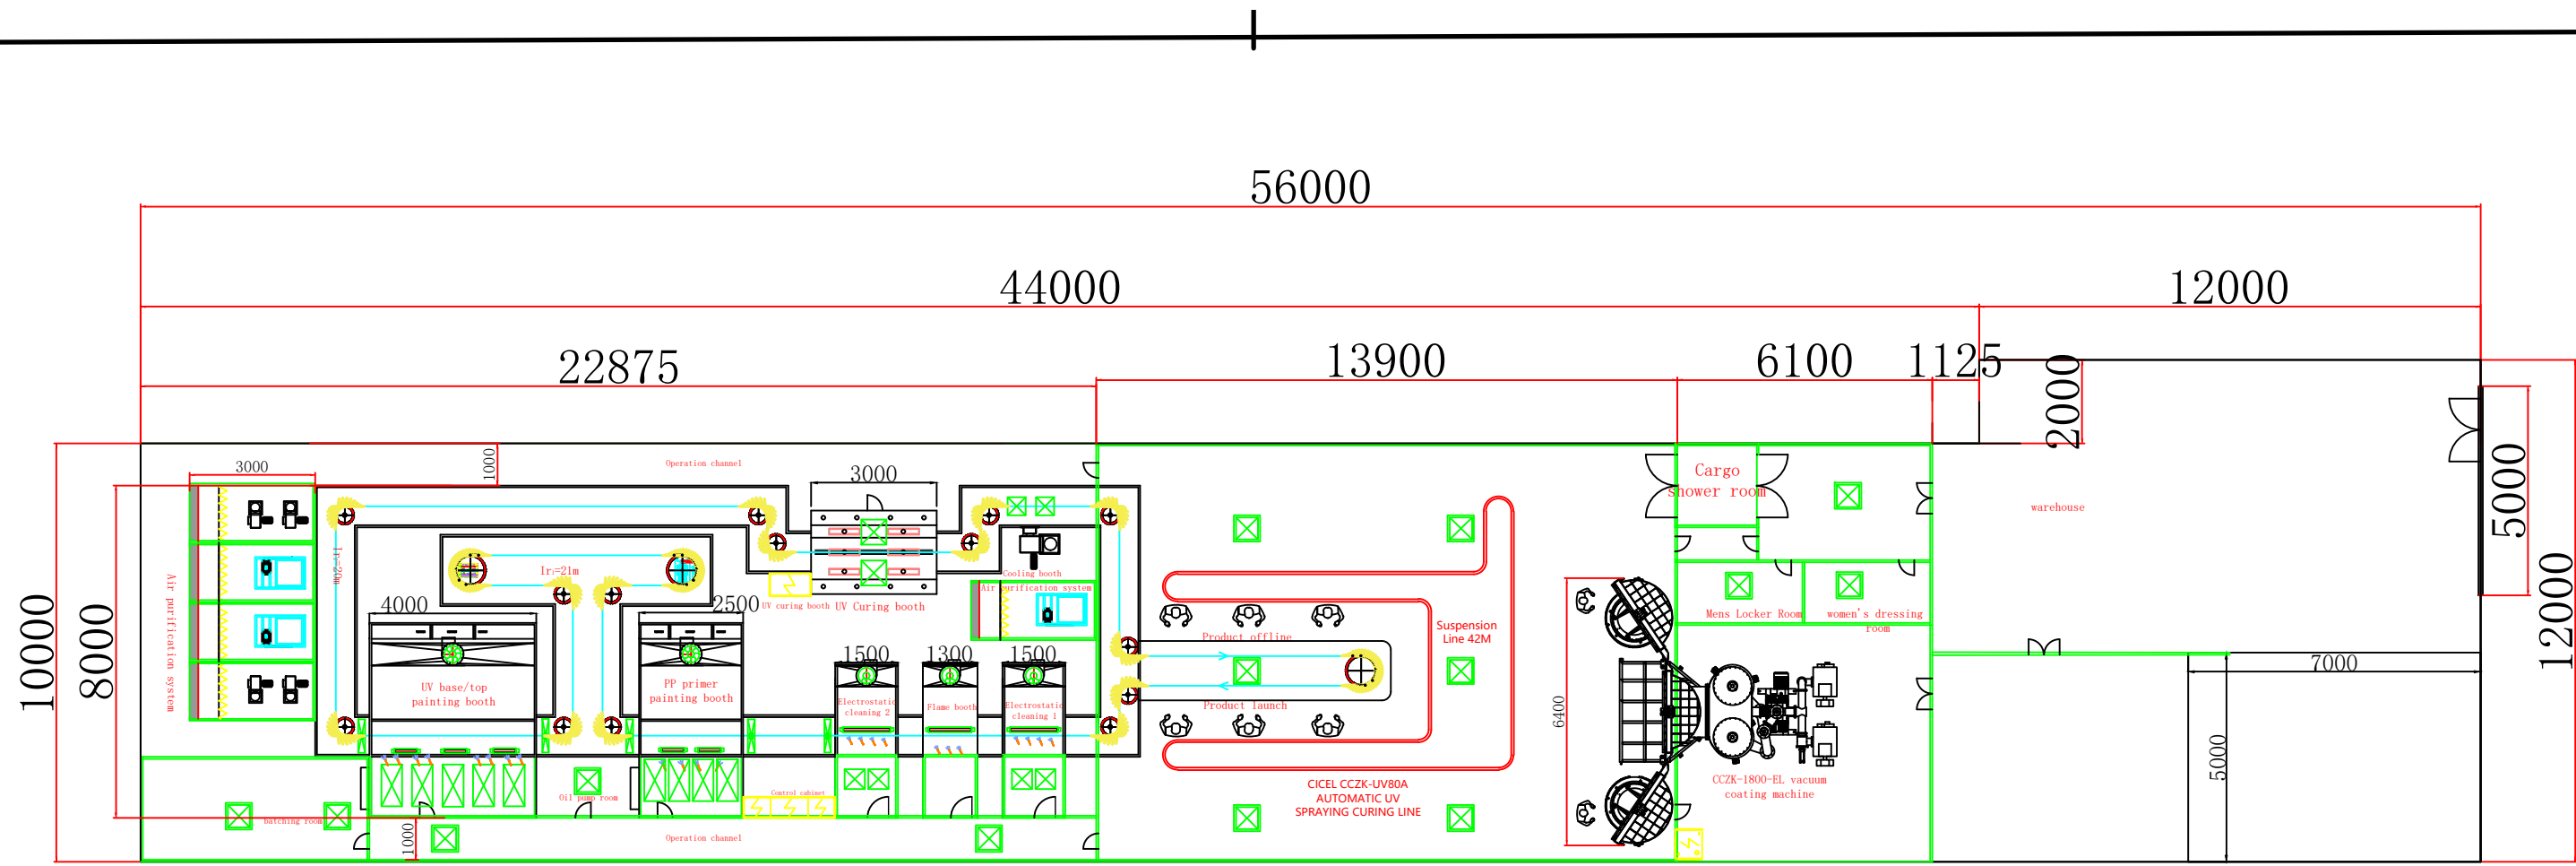 56000
44000
12000
22875
13900
6100
1125
2000
3000
1000
Operation channel
3000
Cargo
shower room
warehouse
5000
12000
10000
8000
Air purification system
Ir=20m
Ir=21m
4000
2500
UV curing booth
UV Curing booth
Cooling booth
Air purification system
Mens Locker Room
women's dressing
room
Product offline
Suspension
Line 42M
1500
1300
1500
7000
UV base/top
painting booth
PP primer
painting booth
Electrostatic
cleaning 2
Flame booth
Electrostatic
cleaning 1
Product launch
6400
5000
CICEL CCZK-UV80A
AUTOMATIC UV
SPRAYING CURING LINE
CCZK-1800-EL vacuum
coating machine
Oil pump room
Control cabinet
batching room
1000
Operation channel